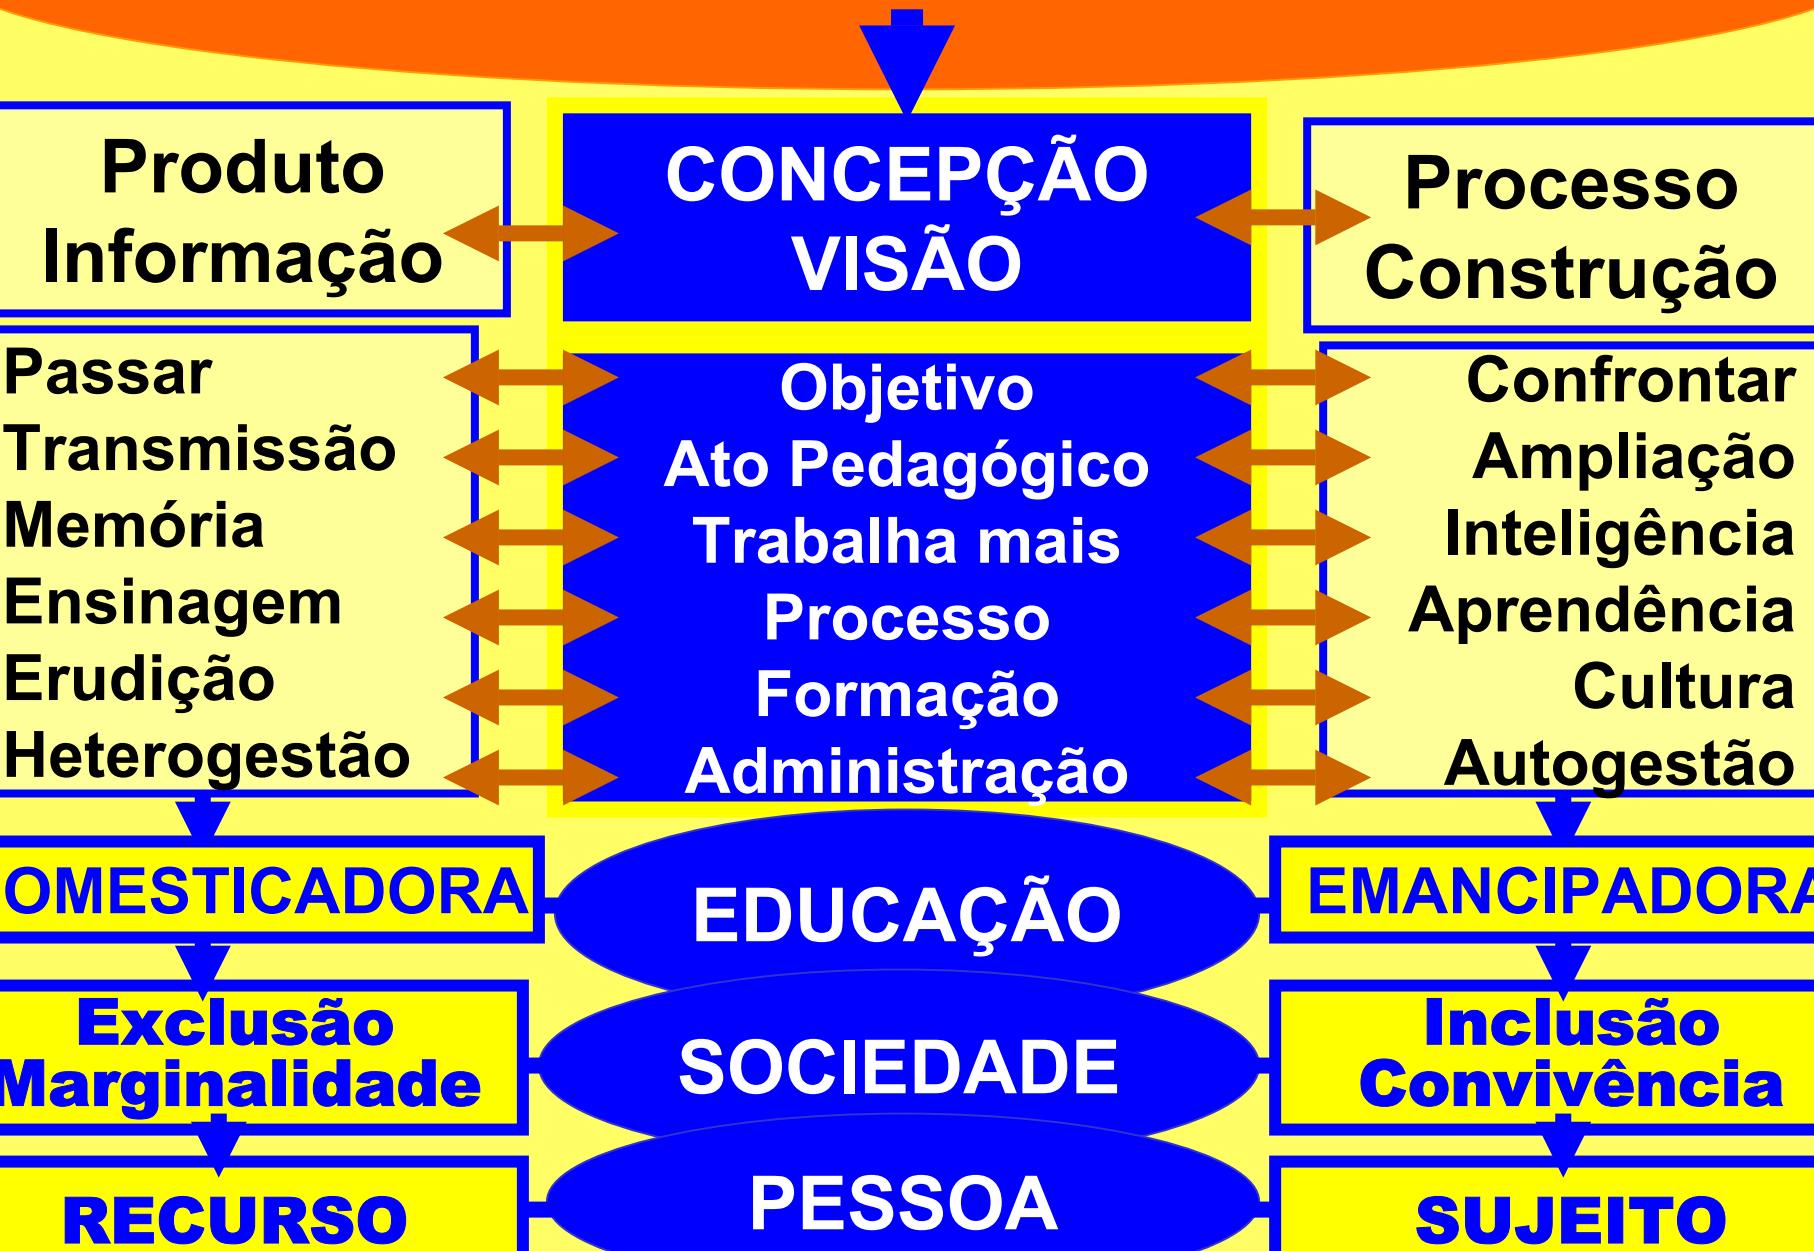 Produto
Informação
CONCEPÇÃO
VISÃO
Processo
Construção
Passar
Transmissão
Memória
Ensinagem
Erudição
Heterogestão
Objetivo
Ato Pedagógico
Trabalha mais
Processo
Formação
Administração
Confrontar
Ampliação
Inteligência
Aprendência
Cultura
Autogestão
OMESTICADORA
EDUCAÇÃO
EMANCIPADORA
Exclusão
Marginalidade
SOCIEDADE
Inclusão
Convivência
RECURSO
PESSOA
SUJEITO